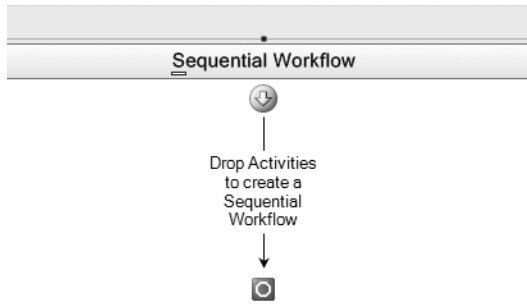 Sequential Workflow
Drop Activities
to create a
Sequential
Workflow